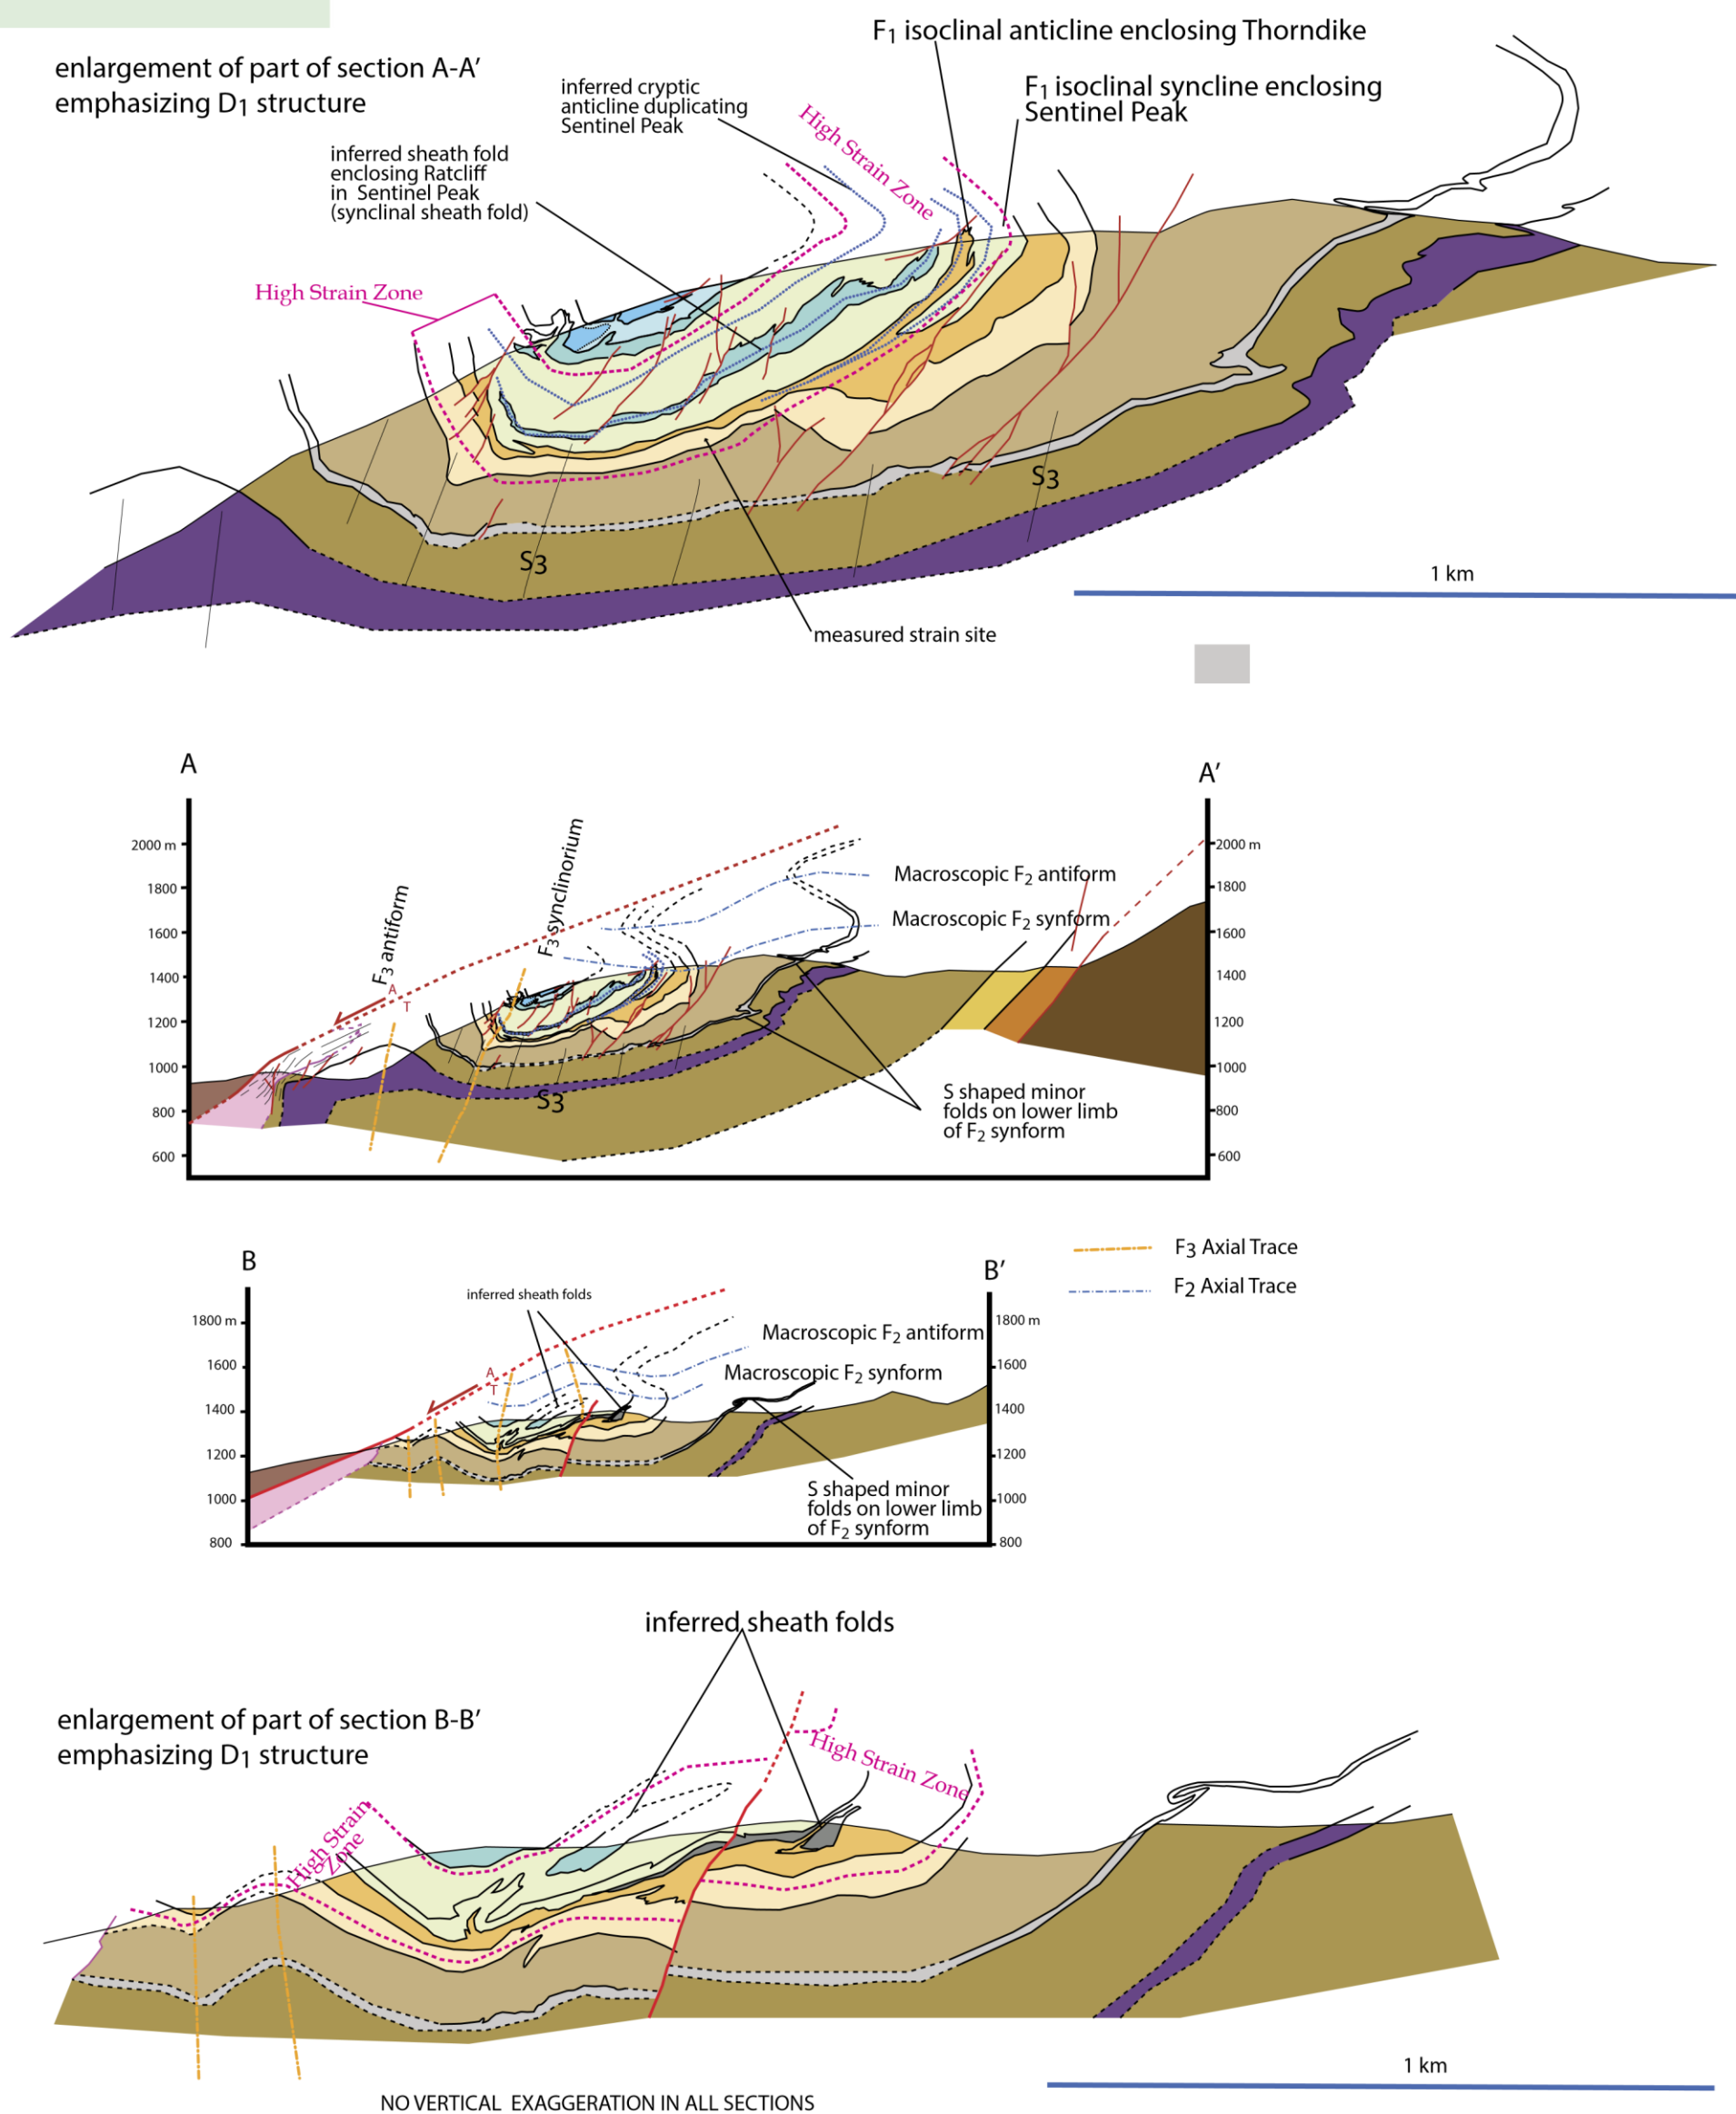 F1 isoclinal anticline enclosing Thorndike
enlargement of part of section A-A′
emphasizing D1 structure
inferred cryptic
anticline duplicating
Sentinel Peak
F1 isoclinal syncline enclosing
Sentinel Peak
High Strain Zone
inferred sheath fold
enclosing Ratcliff
in Sentinel Peak
(synclinal sheath fold)
High Strain Zone
S3
S3
1 km
measured strain site
A
A′
2000 m
1800
1600
1400
1200
1000
800
600
2000 m
1800
1600
1400
1200
1000
800
600
F3 antiform
F3 synclinorium
A
T
Macroscopic F2 antiform
Macroscopic F2 synform
S3
S shaped minor
folds on lower limb
of F2 synform
B
B′
F3 Axial Trace
F2 Axial Trace
1800 m
1600
1400
1200
1000
800
1800 m
1600
1400
1200
1000
800
inferred sheath folds
A
T
Macroscopic F2 antiform
Macroscopic F2 synform
S shaped minor
folds on lower limb
of F2 synform
inferred sheath folds
enlargement of part of section B-B′
emphasizing D1 structure
High Strain Zone
High Strain
Zone
1 km
NO VERTICAL EXAGGERATION IN ALL SECTIONS